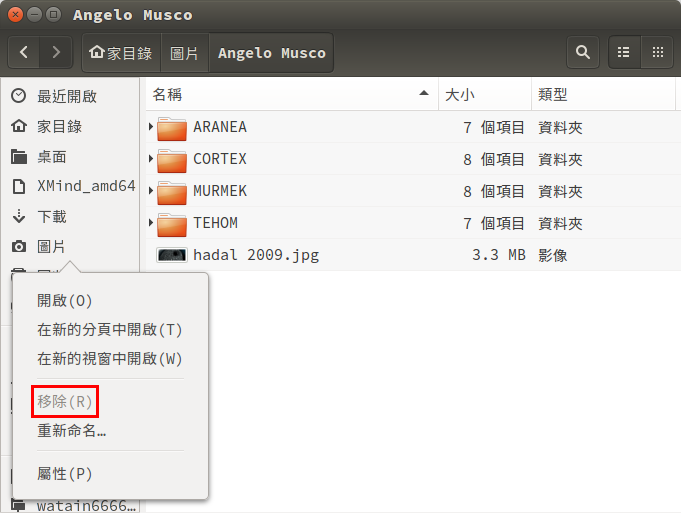 Angelo Musco
家目錄 圖片 Angelo Musco
最近開啟
家目錄
桌面
XMind_amd64
下載
圖片
名稱 大小 類型
ARANEA 7 個項目 資料夾
CORTEX 8 個項目 資料夾
MURMEK 8 個項目 資料夾
TEHOM 7 個項目 資料夾
hadal 2009.jpg 3.3 MB 影像
開啟(O)
在新的分頁中開啟(T)
在新的視窗中開啟(W)
移除(R)
重新命名…
屬性(P)
watain6666…